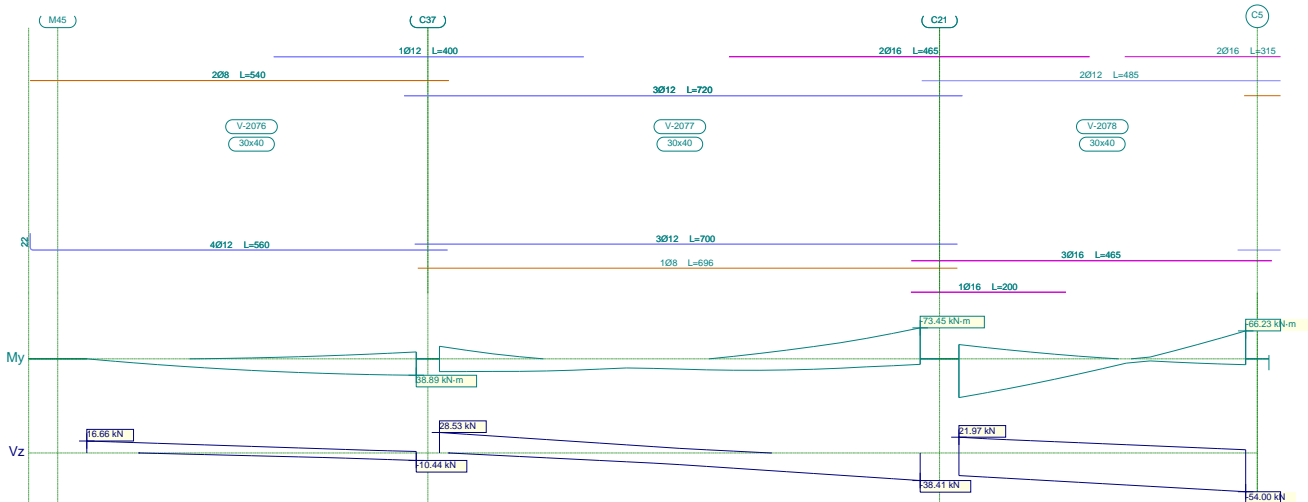 M45 C37 C21 C5
1Ø12 L=400 2Ø16 L=465 2Ø16 L=315
2Ø8 L=540 2Ø12 L=485
3Ø12 L=720
V-2076 V-2077 V-2078
30x40 30x40 30x40
22
4Ø12 L=560 3Ø12 L=700
3Ø16 L=465
1Ø8 L=696
1Ø16 L=200
-73.45 kN·m -66.23 kN·m
My
38.89 kN·m
16.66 kN 28.53 kN 21.97 kN
Vz
-10.44 kN
-38.41 kN
-54.00 kN